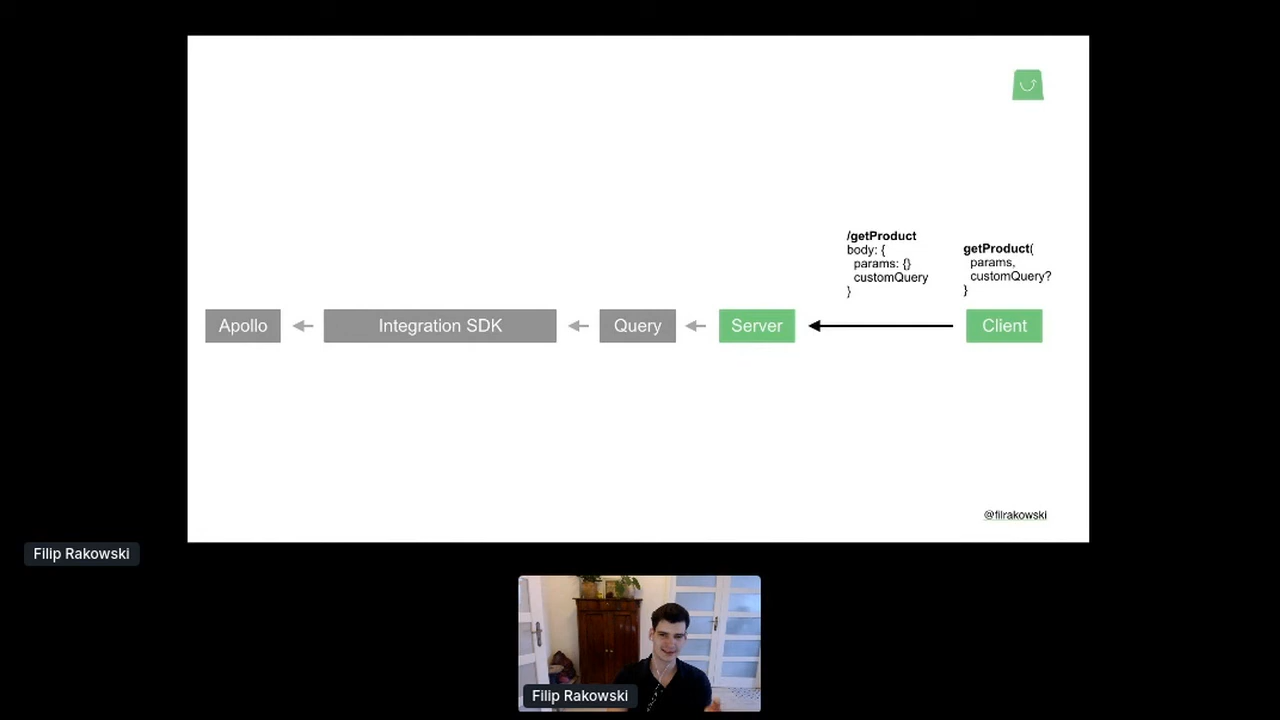 /getProduct
body: {
params: {}
customQuery
}
getProduct(
params,
customQuery?
}
Apollo
Integration SDK
Query
Server
Client
@filrakowski
Filip Rakowski
Filip Rakowski